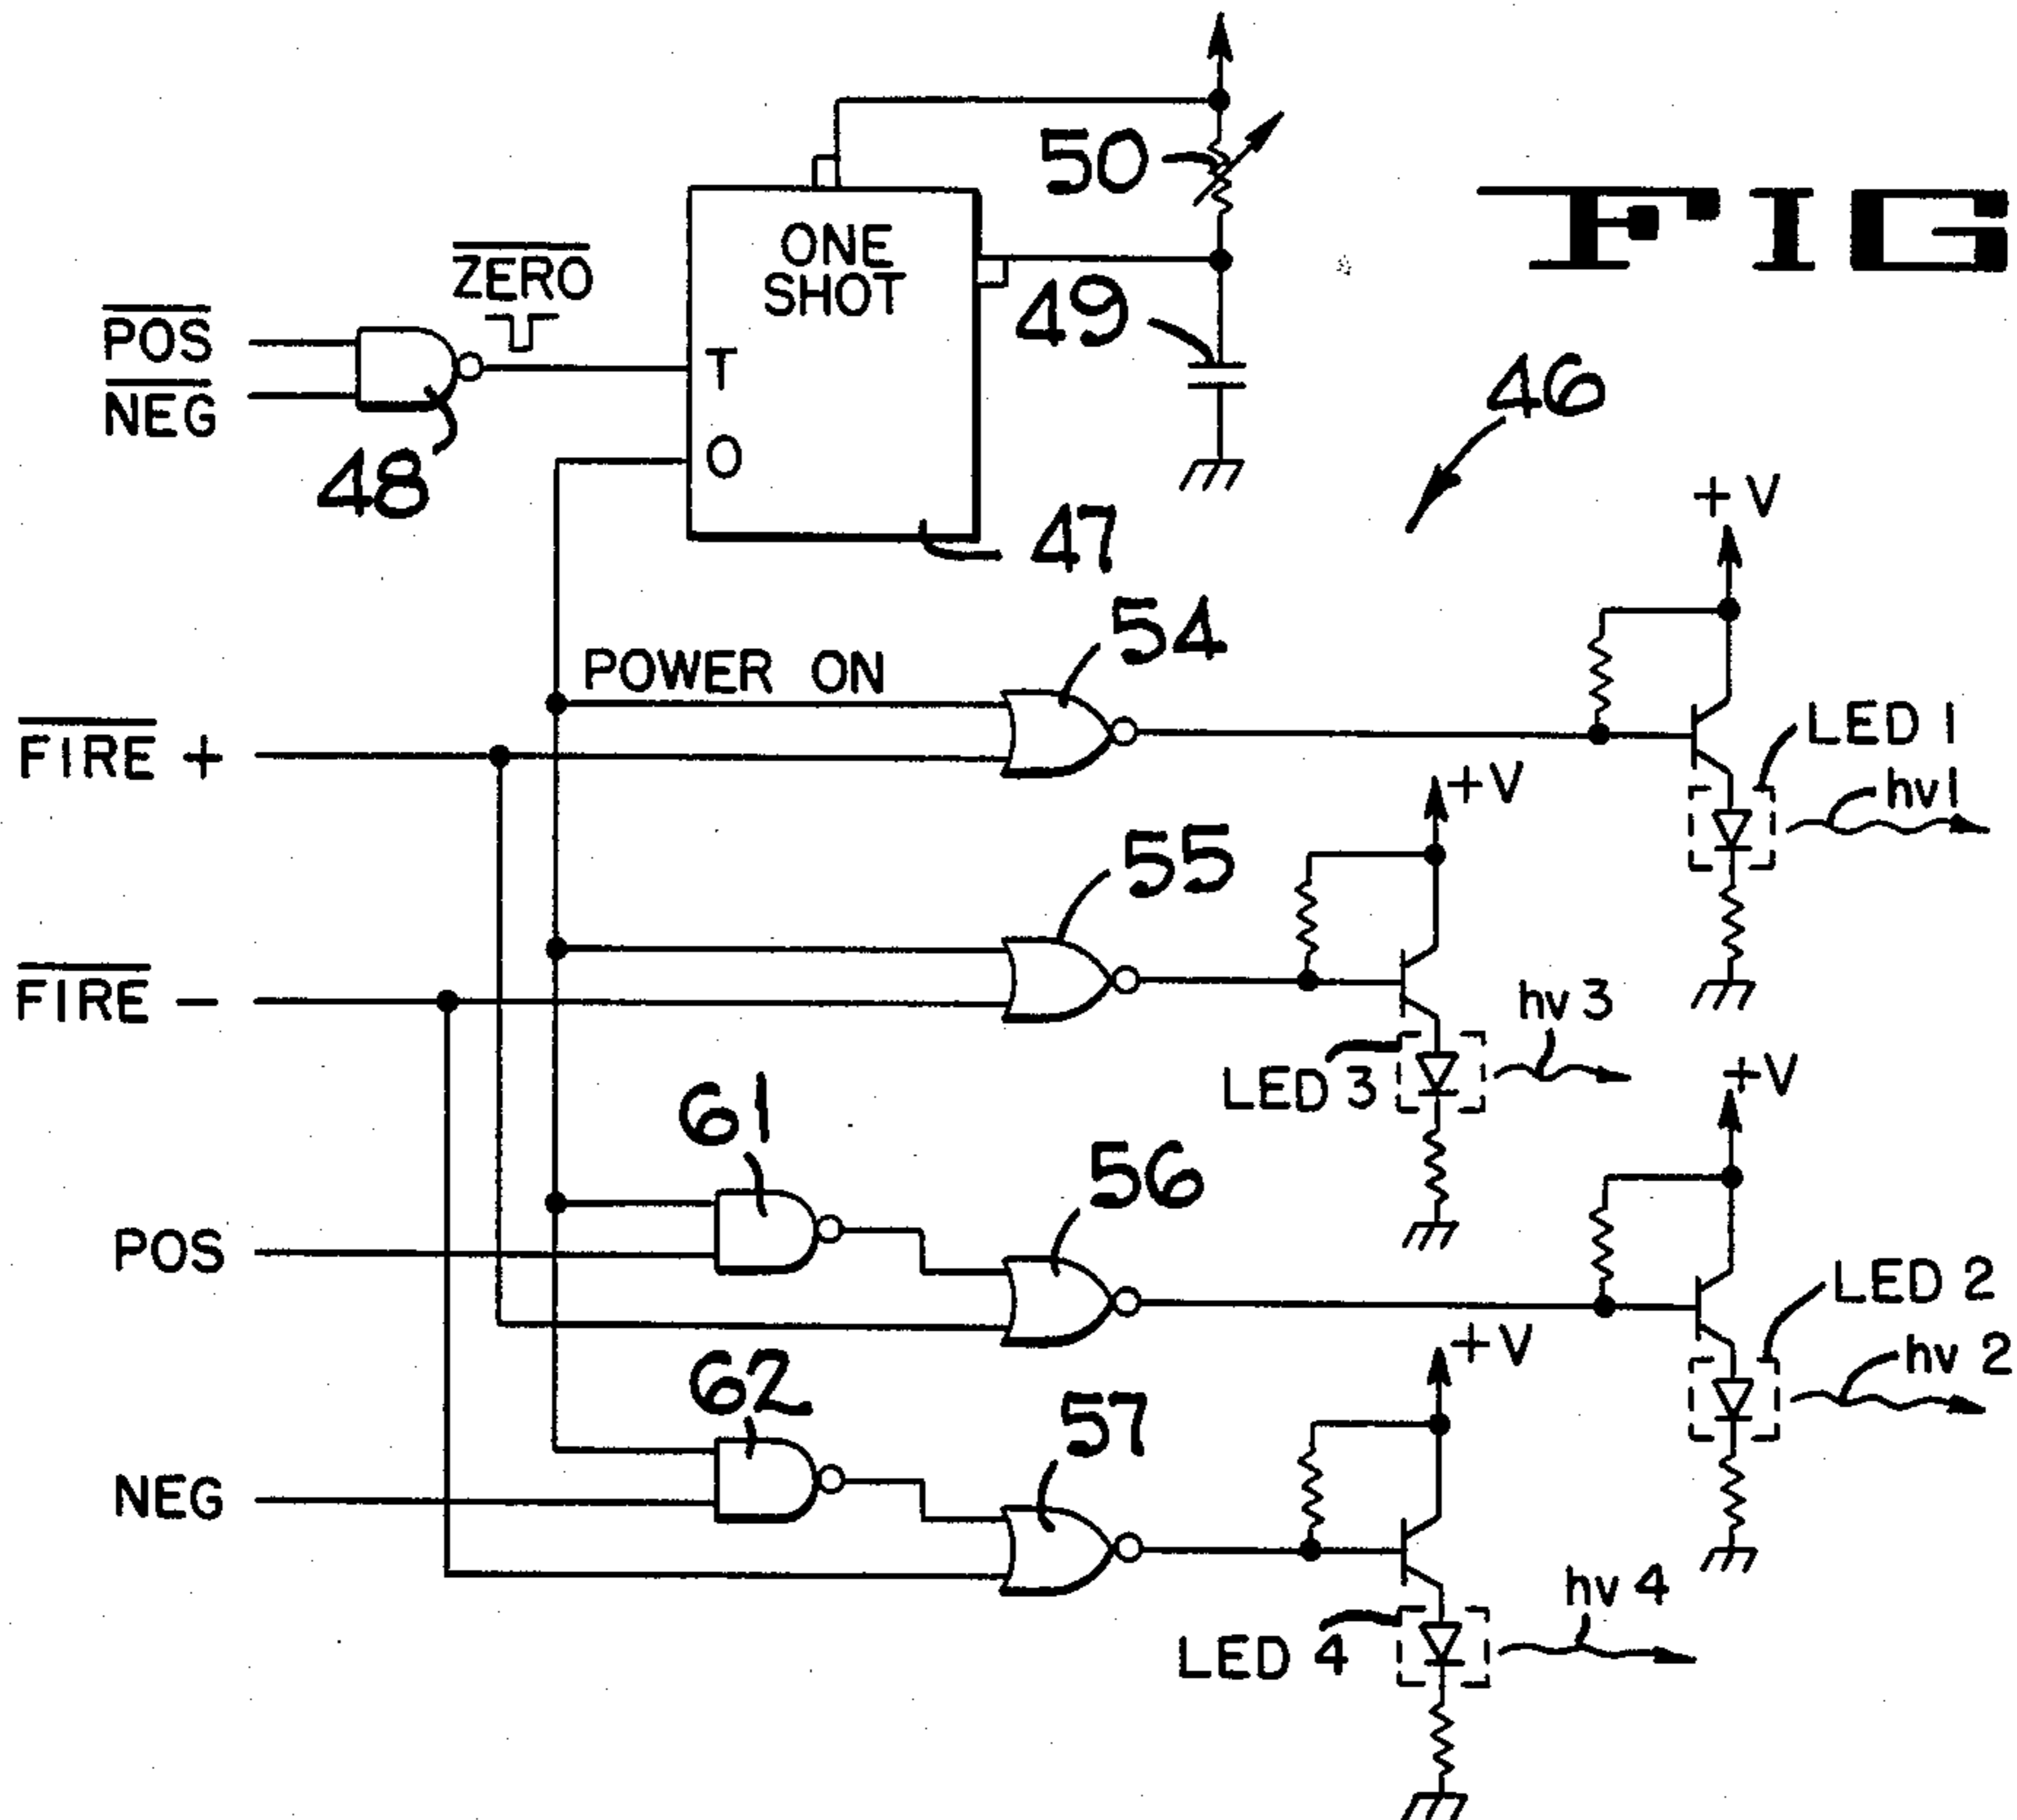 50
FIG
ONE
SHOT
ZERO
POS
NEG
49
T
46
O
48
47
+V
POWER ON
54
FIRE +
LED 1
hv1
+V
55
FIRE -
hv 3
LED 3
+V
61
56
POS
LED 2
hv 2
+V
62
57
NEG
hv 4
LED 4